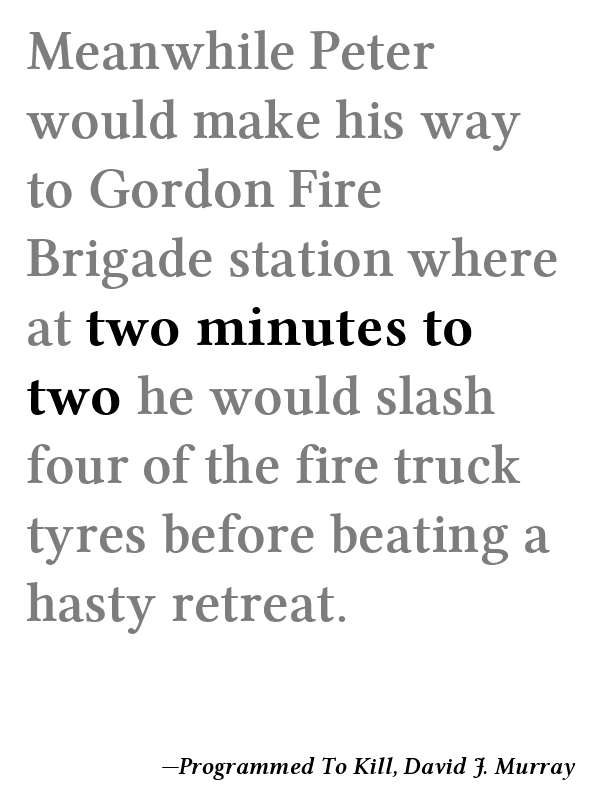 Meanwhile Peter
would make his way
to Gordon Fire
Brigade station where
at two minutes to
two he would slash
four of the fire truck
tyres before beating a
hasty retreat.
—Programmed To Kill, David J. Murray